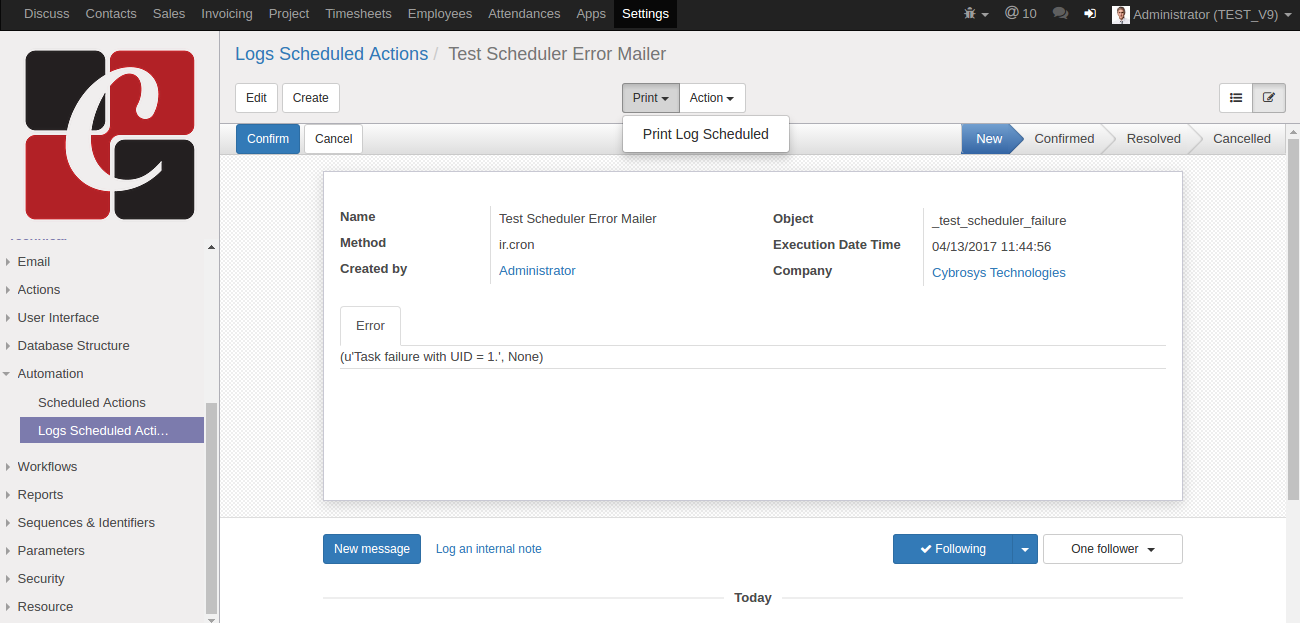 Discuss Contacts Sales Invoicing Project Timesheets Employees Attendances Apps Settings @ 10 Administrator (TEST_V9)
Logs Scheduled Actions / Test Scheduler Error Mailer
Edit Create Print Action
Print Log Scheduled
Confirm Cancel New Confirmed Resolved Cancelled
Technical
Email
Actions
User Interface
Database Structure
Automation
Scheduled Actions
Logs Scheduled Acti...
Workflows
Reports
Sequences & Identifiers
Parameters
Security
Resource
Name Test Scheduler Error Mailer Object _test_scheduler_failure
Method ir.cron Execution Date Time 04/13/2017 11:44:56
Created by Administrator Company Cybrosys Technologies
Error
(u'Task failure with UID = 1.', None)
New message Log an internal note Following One follower
Today